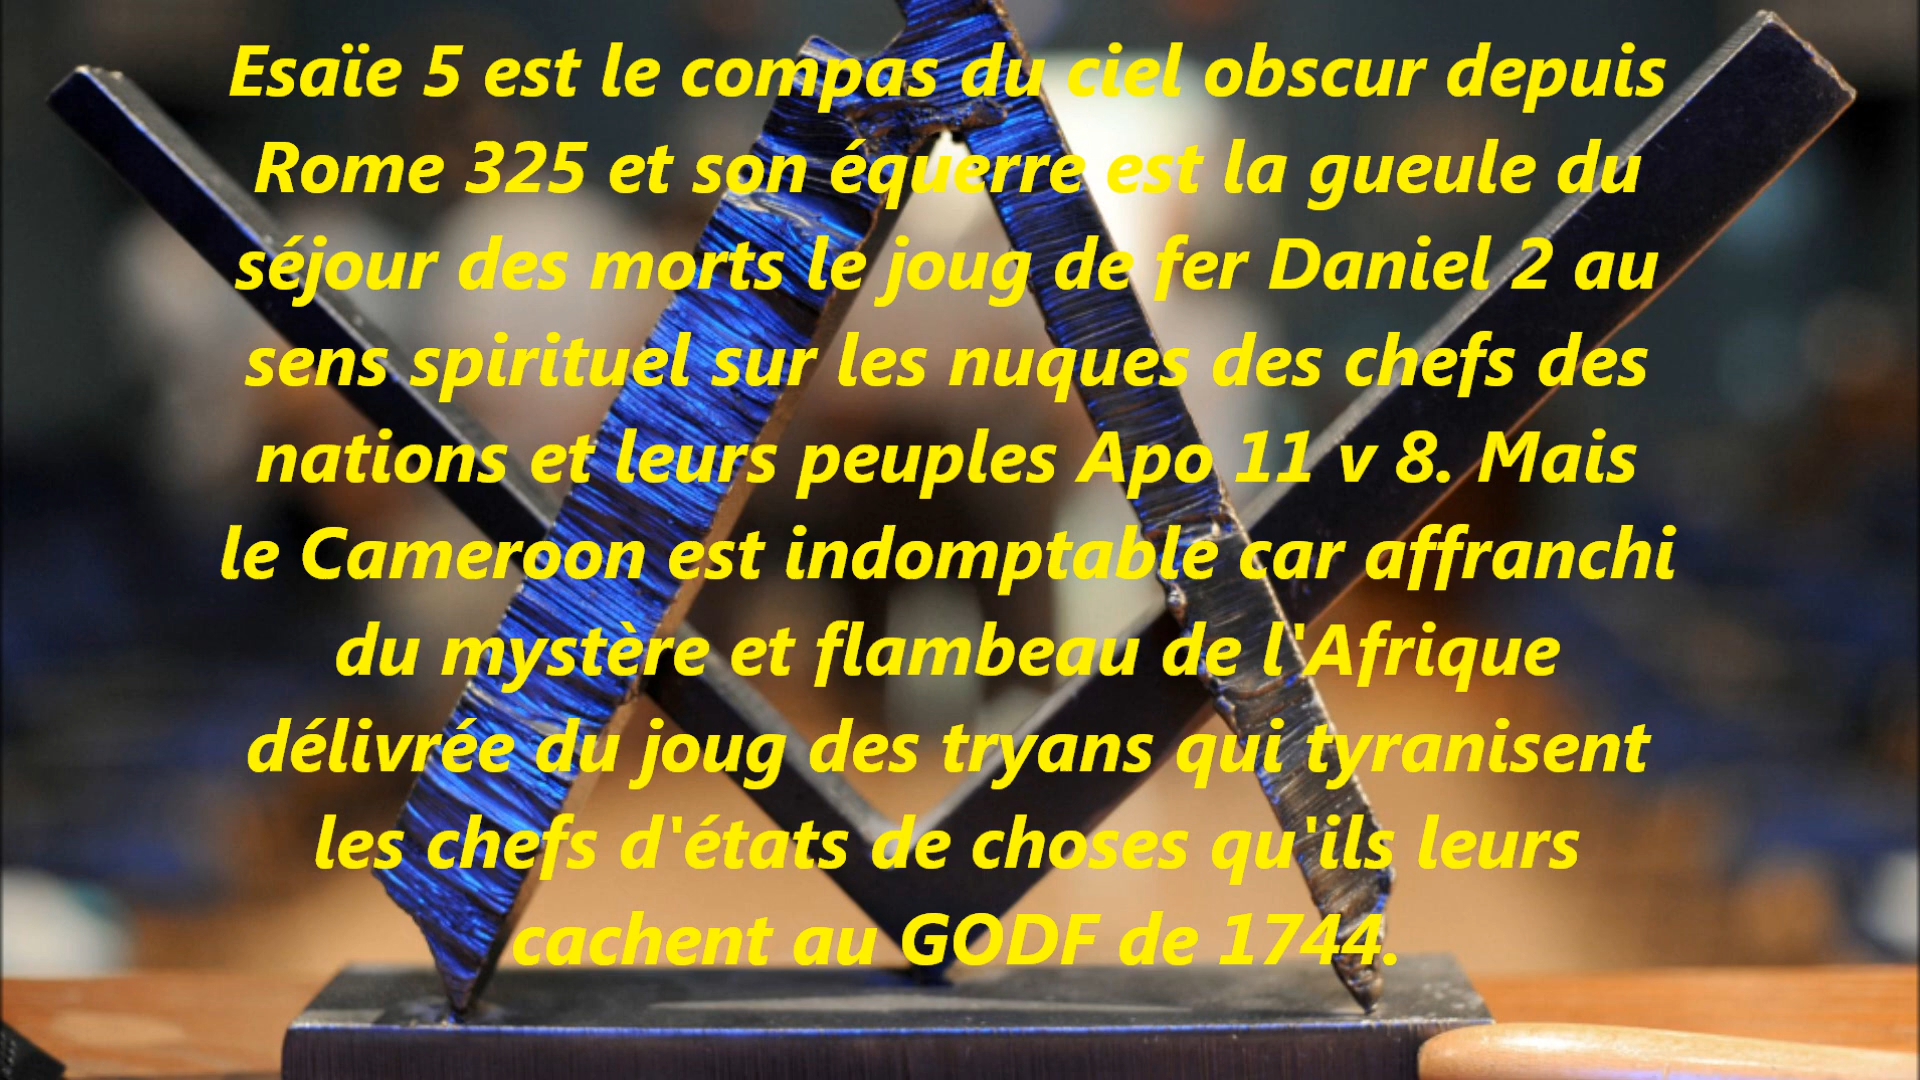 Esaïe 5 est le compas du ciel obscur depuis
Rome 325 et son équerre est la gueule du
séjour des morts le joug de fer Daniel 2 au
sens spirituel sur les nuques des chefs des
nations et leurs peuples Apo 11 v 8. Mais
le Cameroon est indomptable car affranchi
du mystère et flambeau de l'Afrique
délivrée du joug des tryans qui tyranisent
les chefs d'états de choses qu'ils leurs
cachent au GODF de 1744.